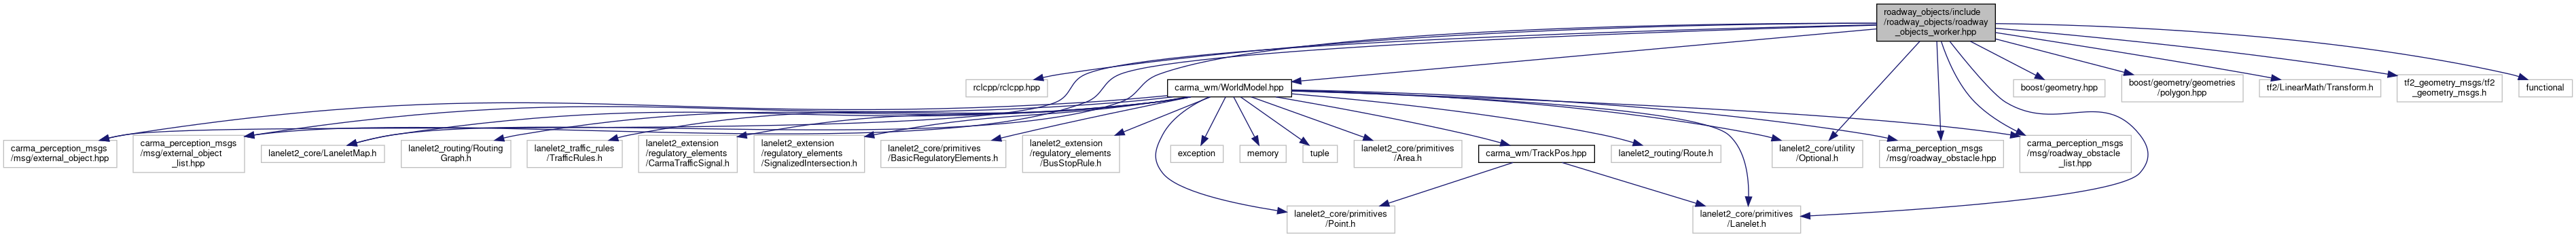 roadway_objects/include
/roadway_objects/roadway
_objects_worker.hpp
rclcpp/rclcpp.hpp
carma_wm/WorldModel.hpp
boost/geometry.hpp
boost/geometry/geometries
/polygon.hpp
tf2/LinearMath/Transform.h
tf2_geometry_msgs/tf2
_geometry_msgs.h
functional
carma_perception_msgs
/msg/external_object.hpp
carma_perception_msgs
/msg/external_object
_list.hpp
lanelet2_core/LaneletMap.h
lanelet2_routing/Routing
Graph.h
lanelet2_traffic_rules
/TrafficRules.h
lanelet2_extension
/regulatory_elements
/CarmaTrafficSignal.h
lanelet2_extension
/regulatory_elements
/SignalizedIntersection.h
lanelet2_core/primitives
/BasicRegulatoryElements.h
lanelet2_extension
/regulatory_elements
/BusStopRule.h
exception
memory
tuple
lanelet2_core/primitives
/Area.h
carma_wm/TrackPos.hpp
lanelet2_routing/Route.h
lanelet2_core/utility
/Optional.h
carma_perception_msgs
/msg/roadway_obstacle.hpp
carma_perception_msgs
/msg/roadway_obstacle
_list.hpp
lanelet2_core/primitives
/Point.h
lanelet2_core/primitives
/Lanelet.h